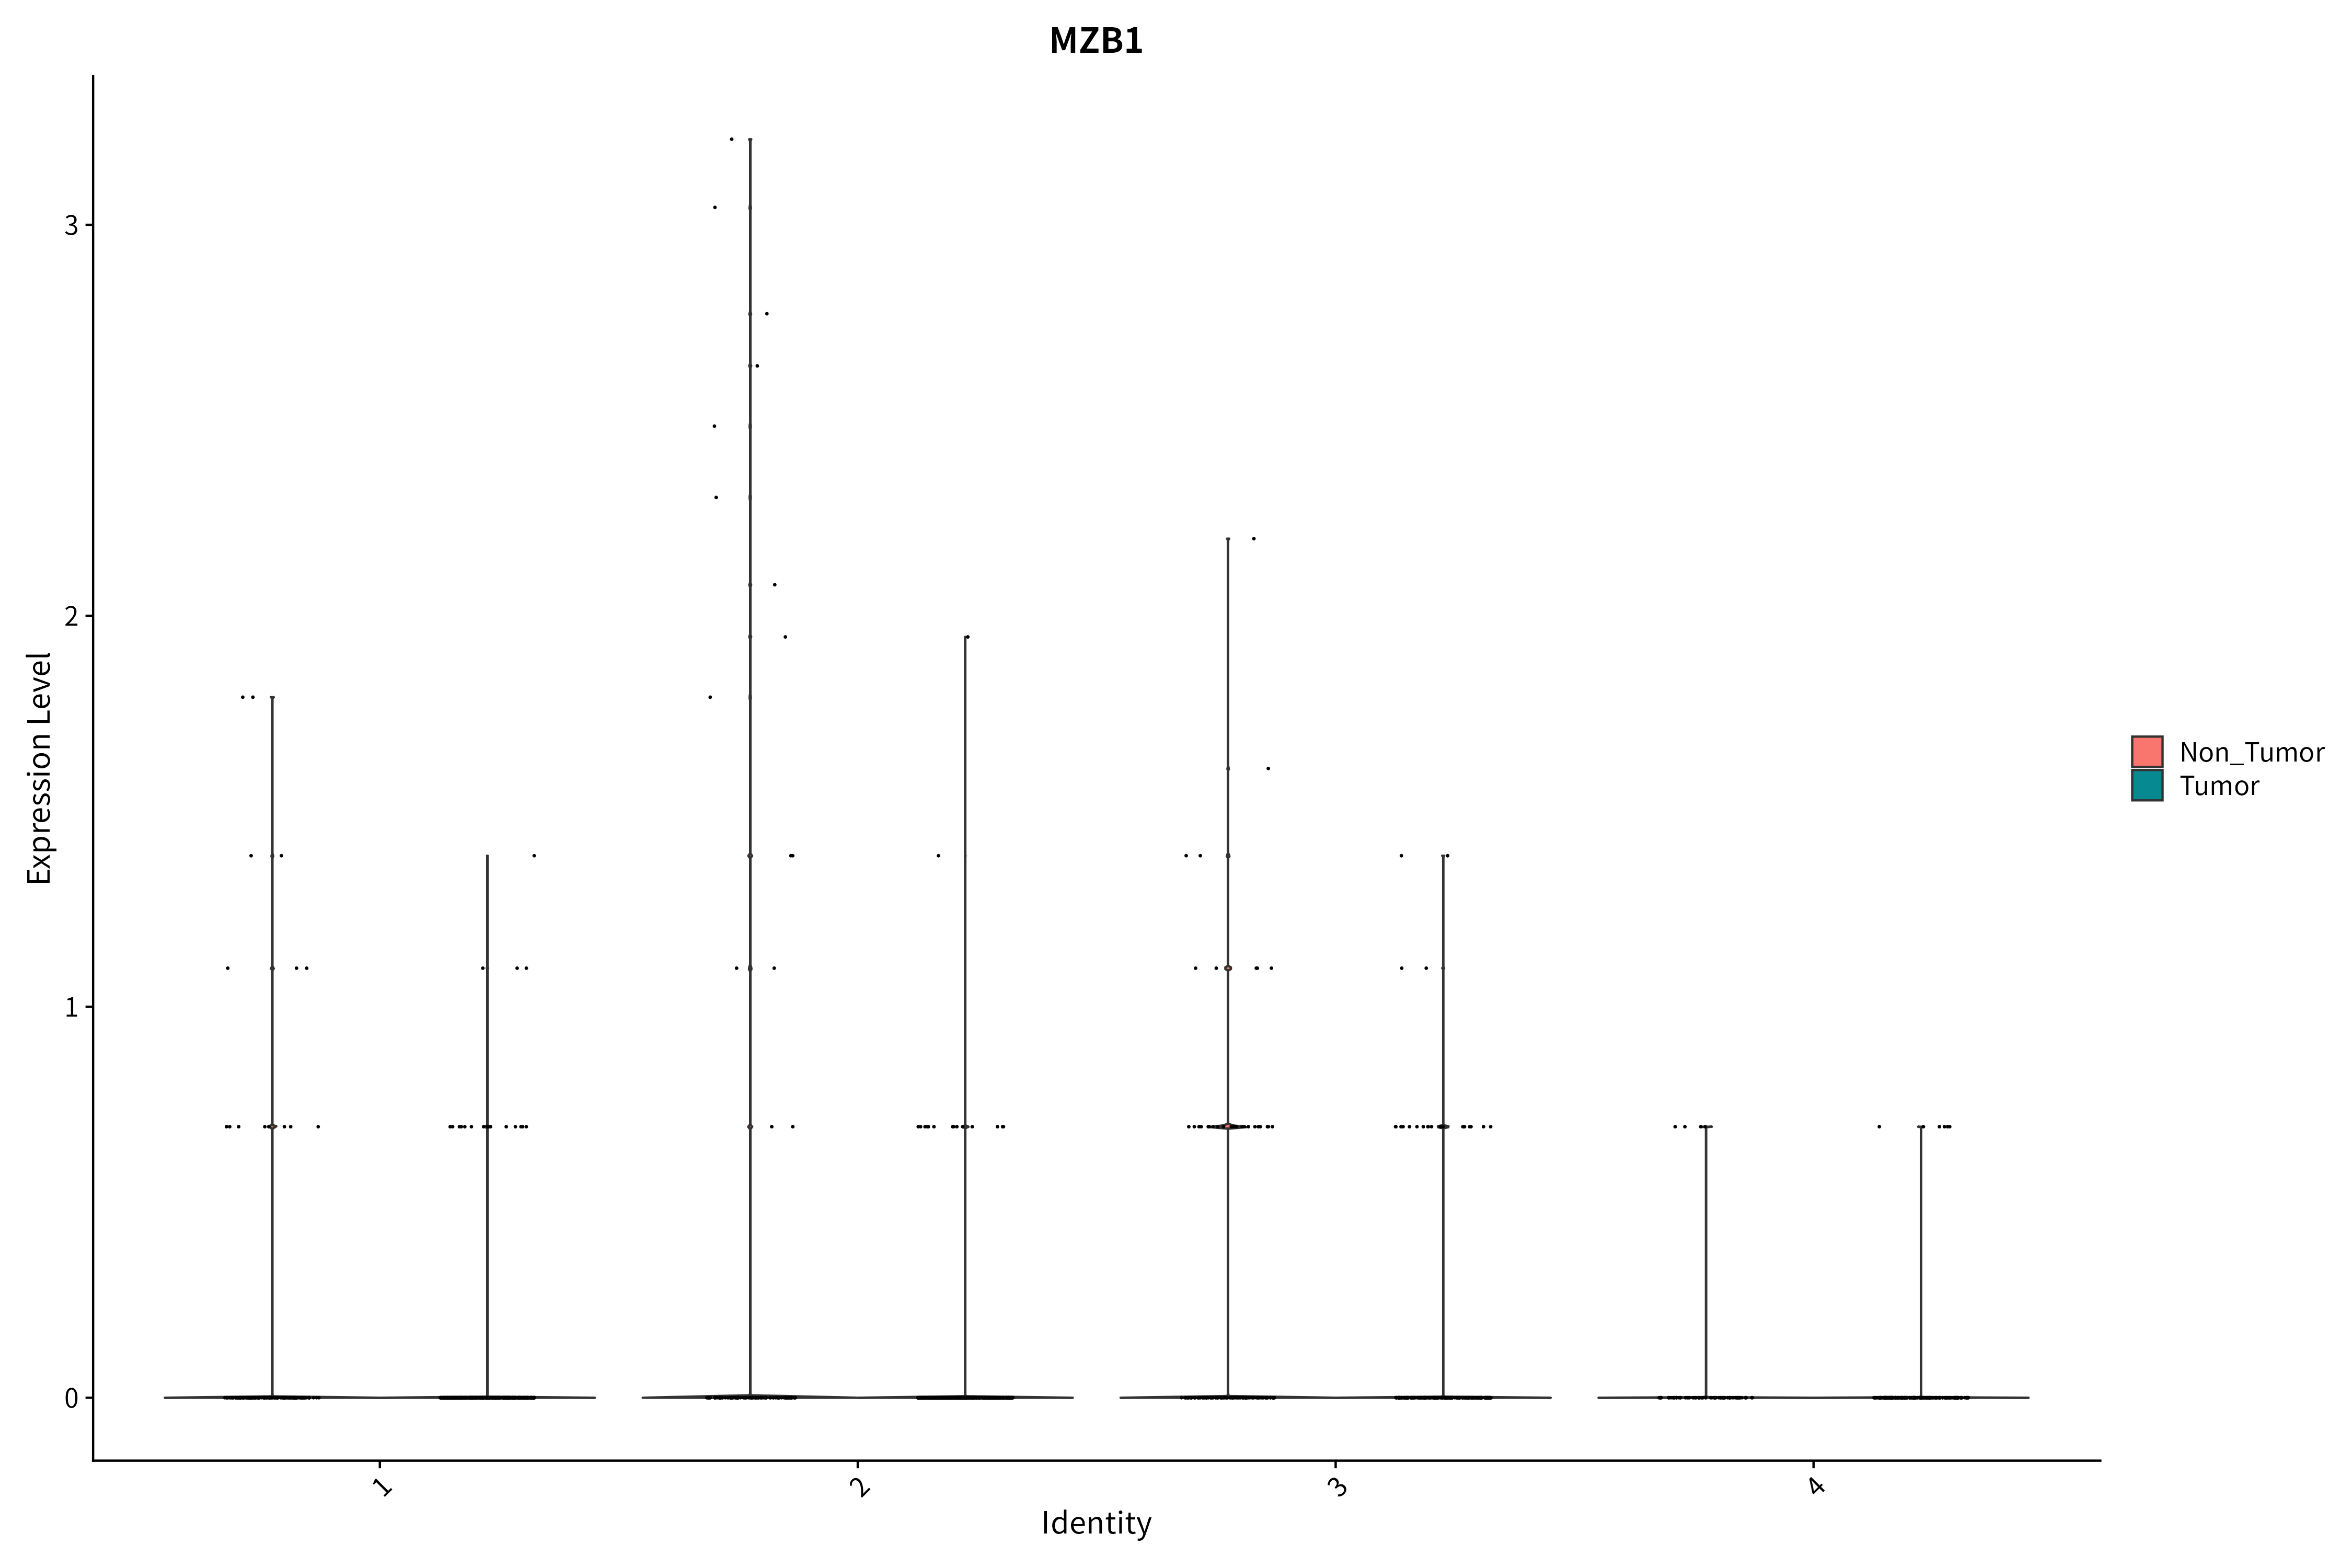 MZB1
Expression Level
3
2
1
0
1
2
3
4
Identity
Non_Tumor
Tumor